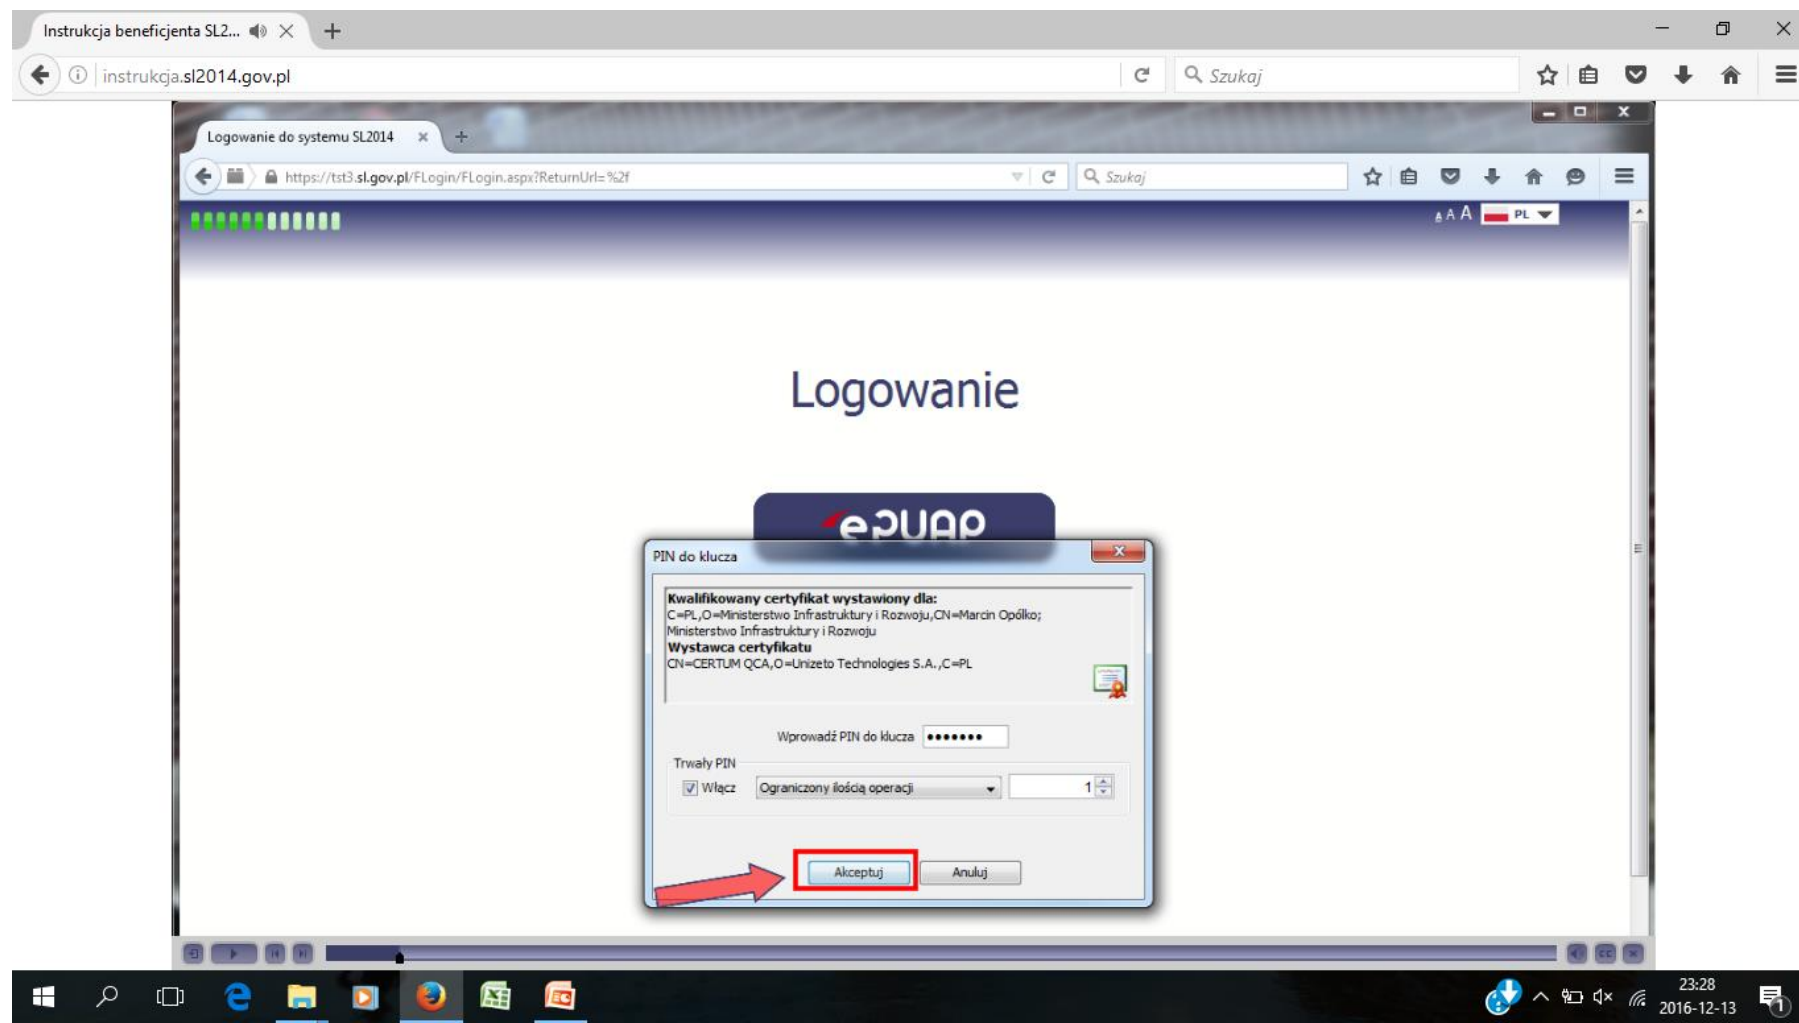 Instrukcja beneficjenta SL2...
instrukcja.sl2014.gov.pl
Szukaj
Logowanie do systemu SL2014
https://tst3.sl.gov.pl/FLogin/FLogin.aspx?ReturnUrl=%2f
Szukaj
A A A PL
Logowanie
ePUAP
PIN do klucza
Kwalifikowany certyfikat wystawiony dla:
C=PL,O=Ministerstwo Infrastruktury i Rozwoju,CN=Marcin Opólko;
Ministerstwo Infrastruktury i Rozwoju
Wystawca certyfikatu
CN=CERTUM QCA,O=Unizeto Technologies S.A.,C=PL
Wprowadź PIN do klucza •••••••
Trwały PIN
Włącz Ograniczony ilością operacji 1
Akceptuj Anuluj
CC
23:28
2016-12-13
1